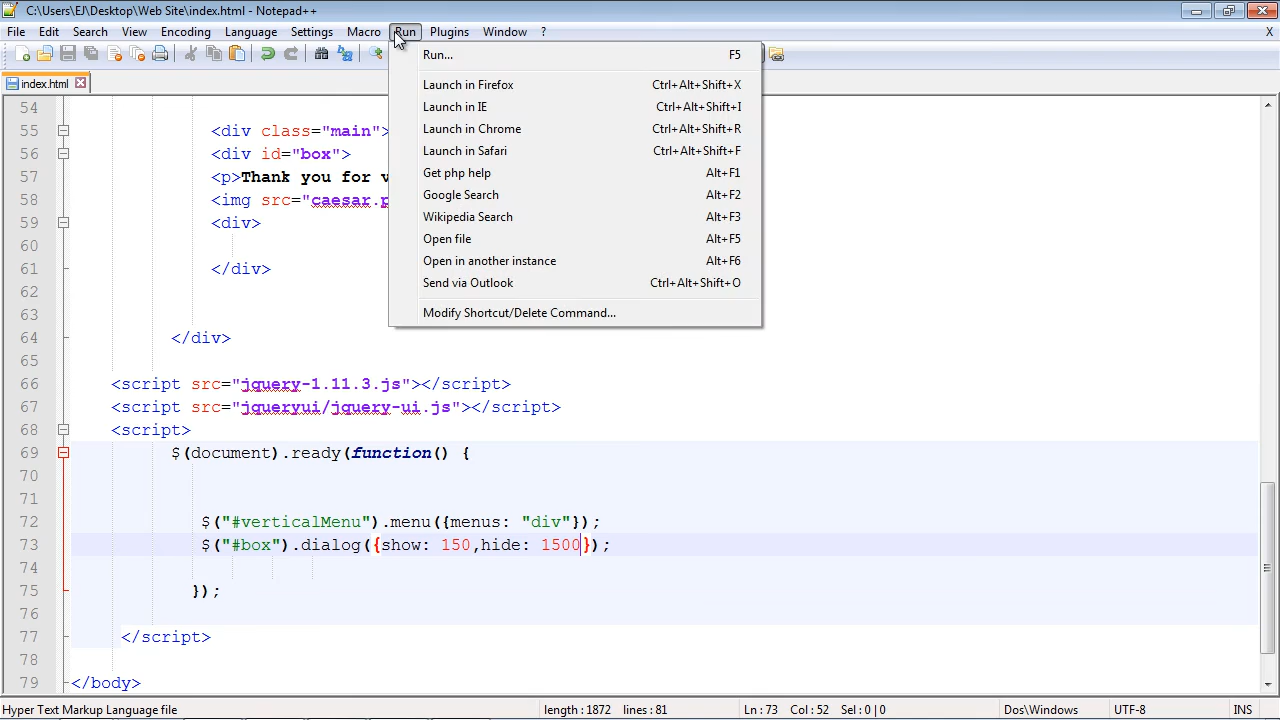 C:\Users\EJ\Desktop\Web Site\index.html - Notepad++
File Edit Search View Encoding Language Settings Macro Run Plugins Window ? X
index.html
Run... F5
Launch in Firefox Ctrl+Alt+Shift+X
Launch in IE Ctrl+Alt+Shift+I
Launch in Chrome Ctrl+Alt+Shift+R
Launch in Safari Ctrl+Alt+Shift+F
Get php help Alt+F1
Google Search Alt+F2
Wikipedia Search Alt+F3
Open file Alt+F5
Open in another instance Alt+F6
Send via Outlook Ctrl+Alt+Shift+O
Modify Shortcut/Delete Command...
54
55 <div class="main">
56 <div id="box">
57 <p>Thank you for v
58 <img src="caesar.p
59 <div>
60
61 </div>
62
63
64 </div>
65
66 <script src="jquery-1.11.3.js"></script>
67 <script src="jqueryui/jquery-ui.js"></script>
68 <script>
69 $(document).ready(function() {
70
71
72 $("#verticalMenu").menu({menus: "div"});
73 $("#box").dialog({show: 150,hide: 1500});
74
75 });
76
77 </script>
78
79 </body>
Hyper Text Markup Language file length : 1872 lines : 81 Ln : 73 Col : 52 Sel : 0 | 0 Dos\Windows UTF-8 INS